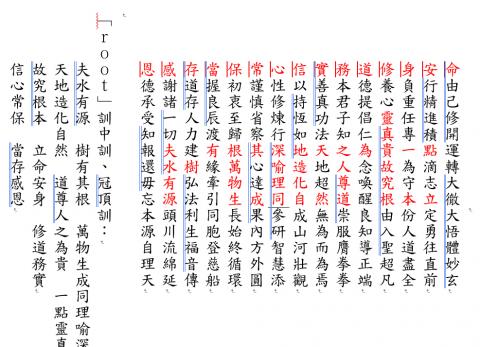 命由己修開運轉大徹大悟體妙玄
安行精進積點滴志立定勇往直前
身負重任專一為守本份人道盡全
修養心靈真貴故究根由入聖超凡
道德提倡仁為念喚醒良知導正端
務本君子知之人尊道崇服膺拳拳
實善真功法天地超然無為而為焉
信以持恆如地造化自成山河壯觀
心性修煉行深喻理同參研智慧添
常謹慎省察其心達成果內方外圓
保初衷至歸根萬物生長始終循環
當握良辰渡有緣牽引同胞登慈船
存道存人力建樹弘法利生福音傳
感謝諸一切夫水有源頭川流綿延
恩德承受知報還毋忘本源自理天
「root」訓中訓、冠頂訓：
夫水有源　樹有其根　萬物生成同理喻深
天地造化自然　道尊人之為貴　一點靈真
故究根本　立命安身　修道務實
信心常保　當存感恩